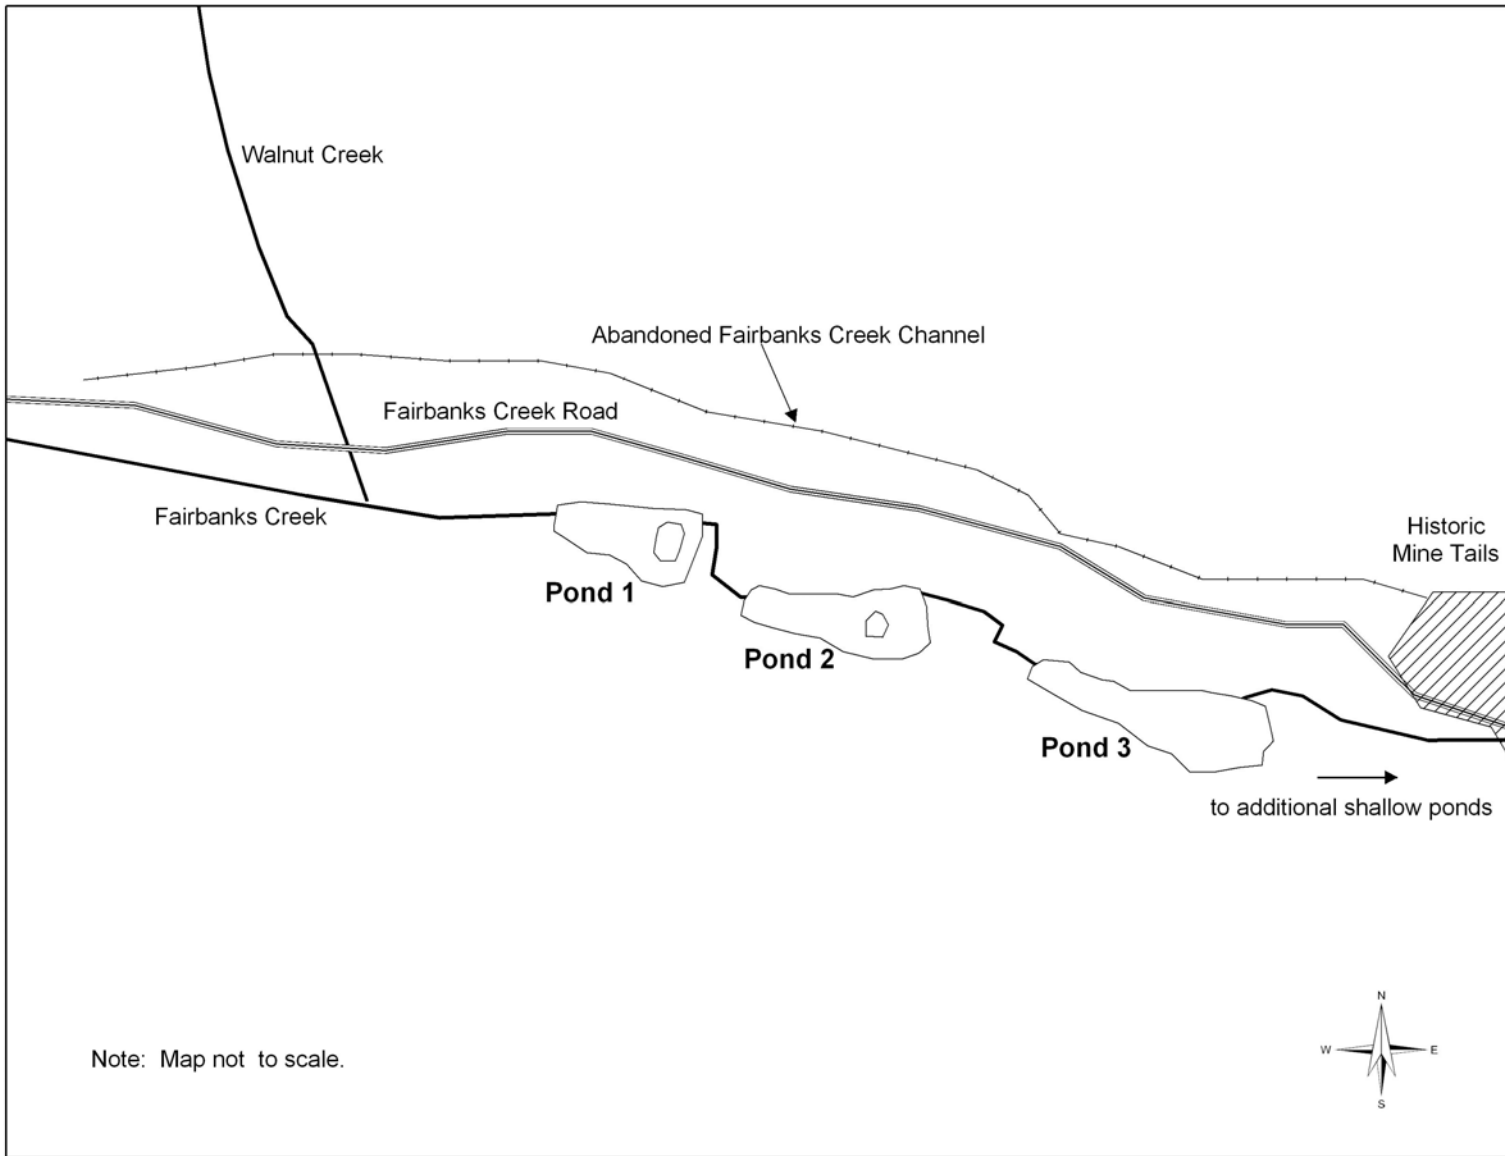 Walnut Creek
Abandoned Fairbanks Creek Channel
Fairbanks Creek Road
Fairbanks Creek
Historic
Mine Tails
Pond 1
Pond 2
Pond 3
to additional shallow ponds
N
W
E
S
Note: Map not to scale.